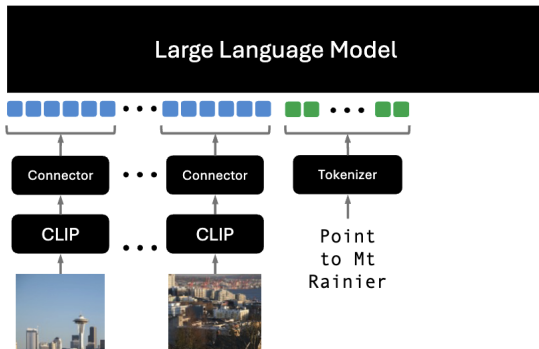 Large Language Model
Connector
Connector
Tokenizer
CLIP
CLIP
Point
to Mt
Rainier